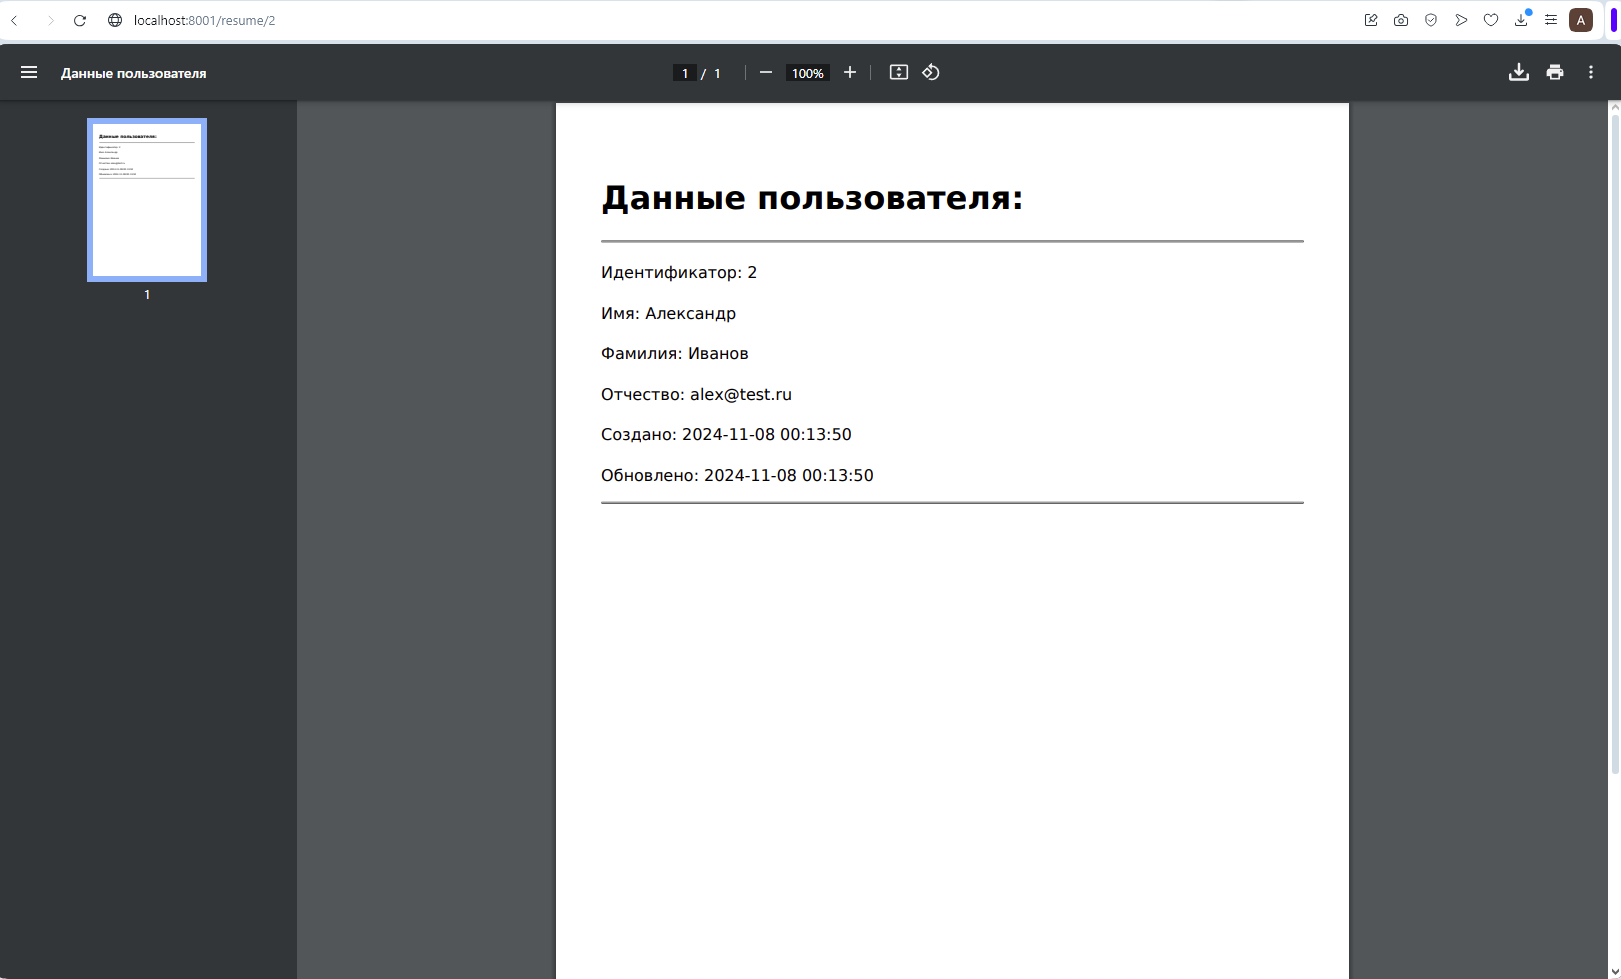 localhost:8001/resume/2
A
Данные пользователя
1 / 1
100%
1
Данные пользователя:
Идентификатор: 2
Имя: Александр
Фамилия: Иванов
Отчество: alex@test.ru
Создано: 2024-11-08 00:13:50
Обновлено: 2024-11-08 00:13:50